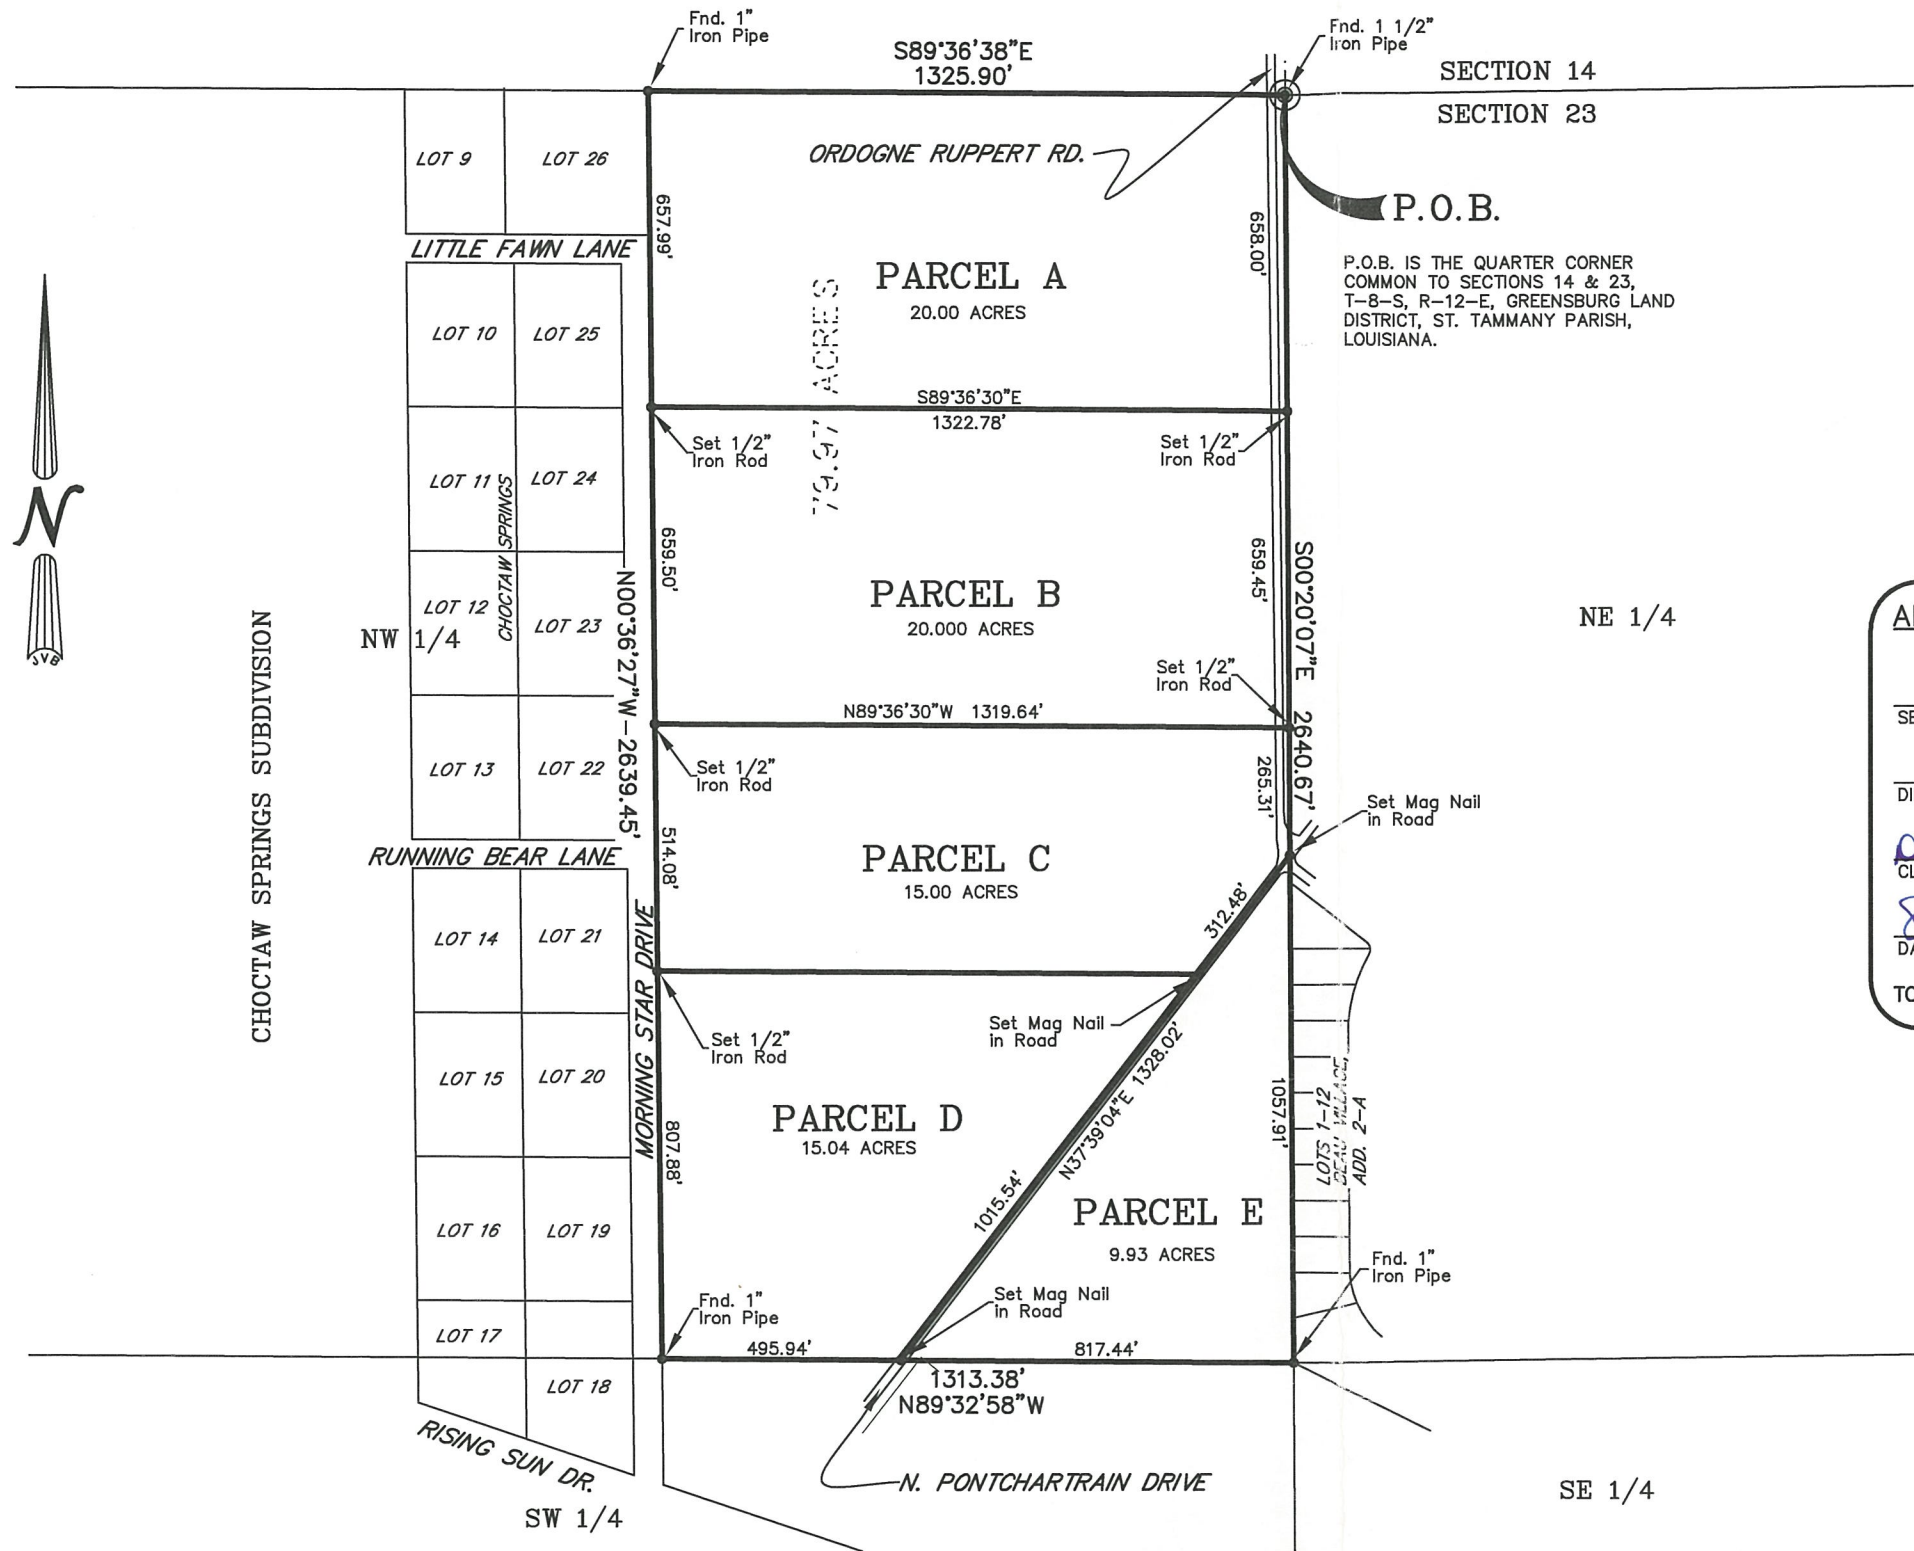 Fnd. 1"
Iron Pipe
S89°36'38"E
1325.90'
Fnd. 1 1/2"
Iron Pipe
SECTION 14
SECTION 23
LOT 9
LOT 26
ORDOGNE RUPPERT RD.
657.99'
658.00'
P.O.B.
LITTLE FAWN LANE
PARCEL A
20.00 ACRES
P.O.B. IS THE QUARTER CORNER
COMMON TO SECTIONS 14 & 23,
T-8-S, R-12-E, GREENSBURG LAND
DISTRICT, ST. TAMMANY PARISH,
LOUISIANA.
79.97 ACRES
LOT 10
LOT 25
S89°36'30"E
1322.78'
Set 1/2"
Iron Rod
Set 1/2"
Iron Rod
LOT 11
LOT 24
CHOCTAW SPRINGS
N
JVB
659.50'
659.45'
N00°36'27"W-2639.45'
S00°20'07"E 2640.67'
PARCEL B
20.000 ACRES
LOT 12
LOT 23
NW 1/4
NE 1/4
CHOCTAW SPRINGS SUBDIVISION
Set 1/2"
Iron Rod
N89°36'30"W 1319.64'
LOT 13
LOT 22
Set 1/2"
Iron Rod
265.31'
Set Mag Nail
in Road
RUNNING BEAR LANE
514.08'
PARCEL C
15.00 ACRES
312.48'
LOT 14
LOT 21
MORNING STAR DRIVE
Set 1/2"
Iron Rod
Set Mag Nail
in Road
N37°39'04"E 1328.02'
LOT 15
LOT 20
PARCEL D
15.04 ACRES
807.88'
1057.91'
LOTS 1-12
BEAU VILLAGE,
ADD. 2-A
1015.54'
PARCEL E
9.93 ACRES
LOT 16
LOT 19
Fnd. 1"
Iron Pipe
Set Mag Nail
in Road
Fnd. 1"
Iron Pipe
LOT 17
495.94'
817.44'
1313.38'
N89°32'58"W
LOT 18
RISING SUN DR.
N. PONTCHARTRAIN DRIVE
SW 1/4
SE 1/4